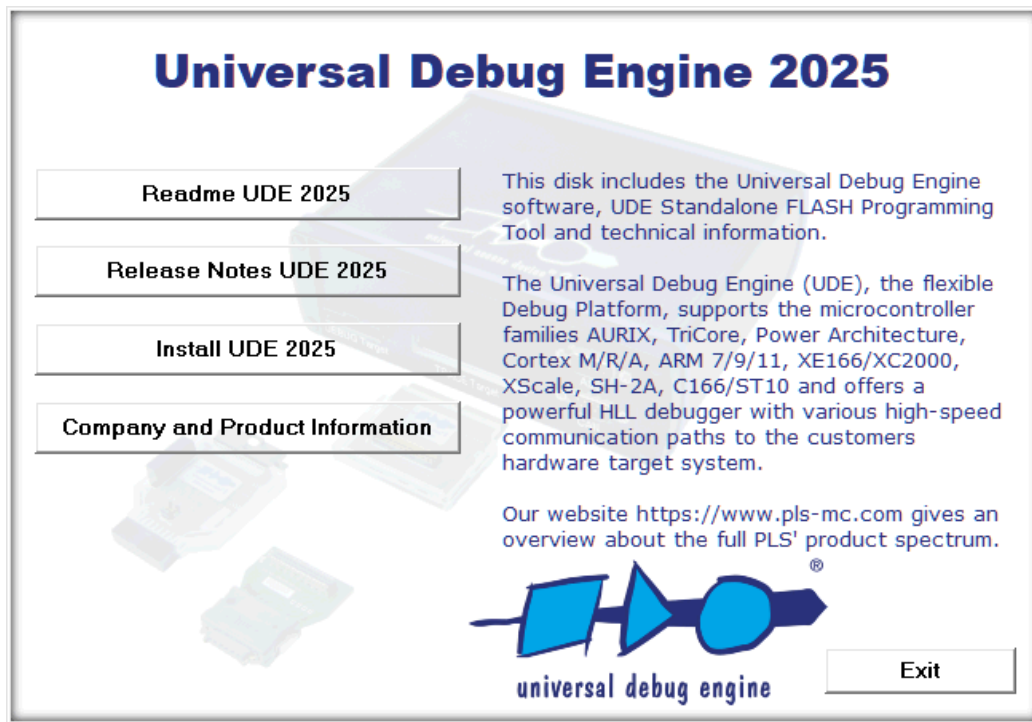 Universal Debug Engine 2025
Readme UDE 2025
Release Notes UDE 2025
Install UDE 2025
Company and Product Information
This disk includes the Universal Debug Engine
software, UDE Standalone FLASH Programming
Tool and technical information.
The Universal Debug Engine (UDE), the flexible
Debug Platform, supports the microcontroller
families AURIX, TriCore, Power Architecture,
Cortex M/R/A, ARM 7/9/11, XE166/XC2000,
XScale, SH-2A, C166/ST10 and offers a
powerful HLL debugger with various high-speed
communication paths to the customers
hardware target system.
Our website https://www.pls-mc.com gives an
overview about the full PLS' product spectrum.
®
universal debug engine
Exit